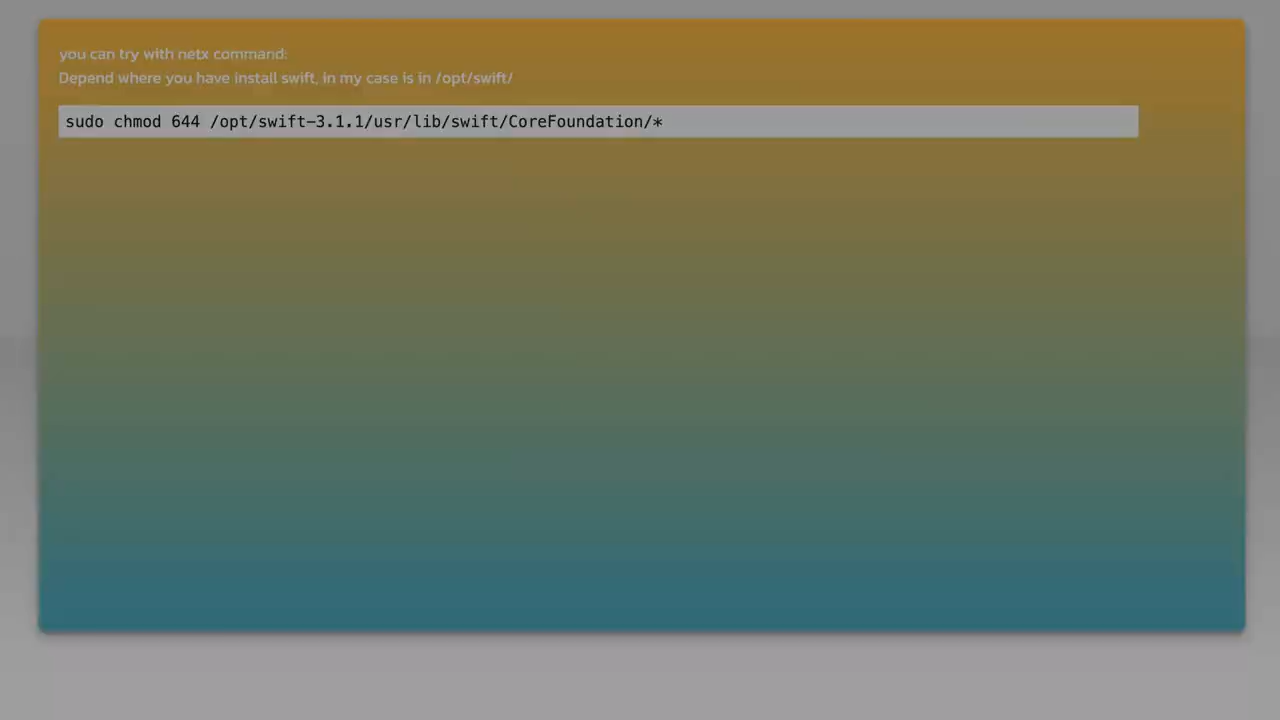 you can try with netx command:
Depend where you have install swift, in my case is in /opt/swift/
sudo chmod 644 /opt/swift-3.1.1/usr/lib/swift/CoreFoundation/*